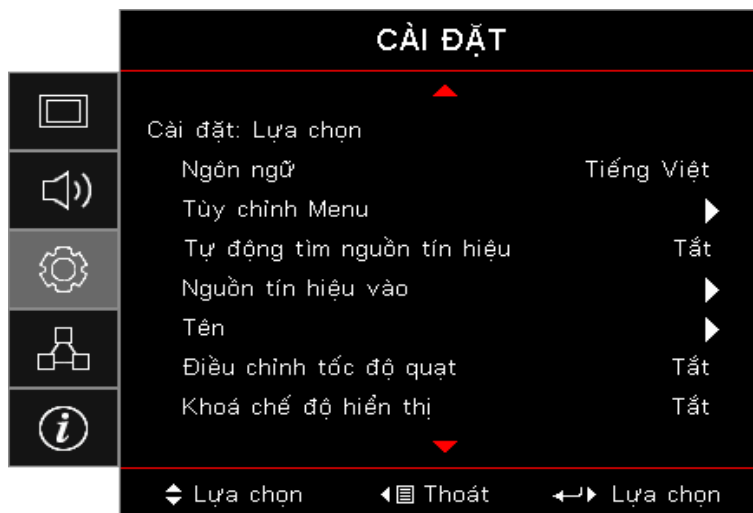 CÀI ĐẶT
Cài đặt: Lựa chọn
Ngôn ngữ Tiếng Việt
Tùy chỉnh Menu
Tự động tìm nguồn tín hiệu Tắt
Nguồn tín hiệu vào
Tên
Điều chỉnh tốc độ quạt Tắt
Khoá chế độ hiển thị Tắt
Lựa chọn Thoát Lựa chọn